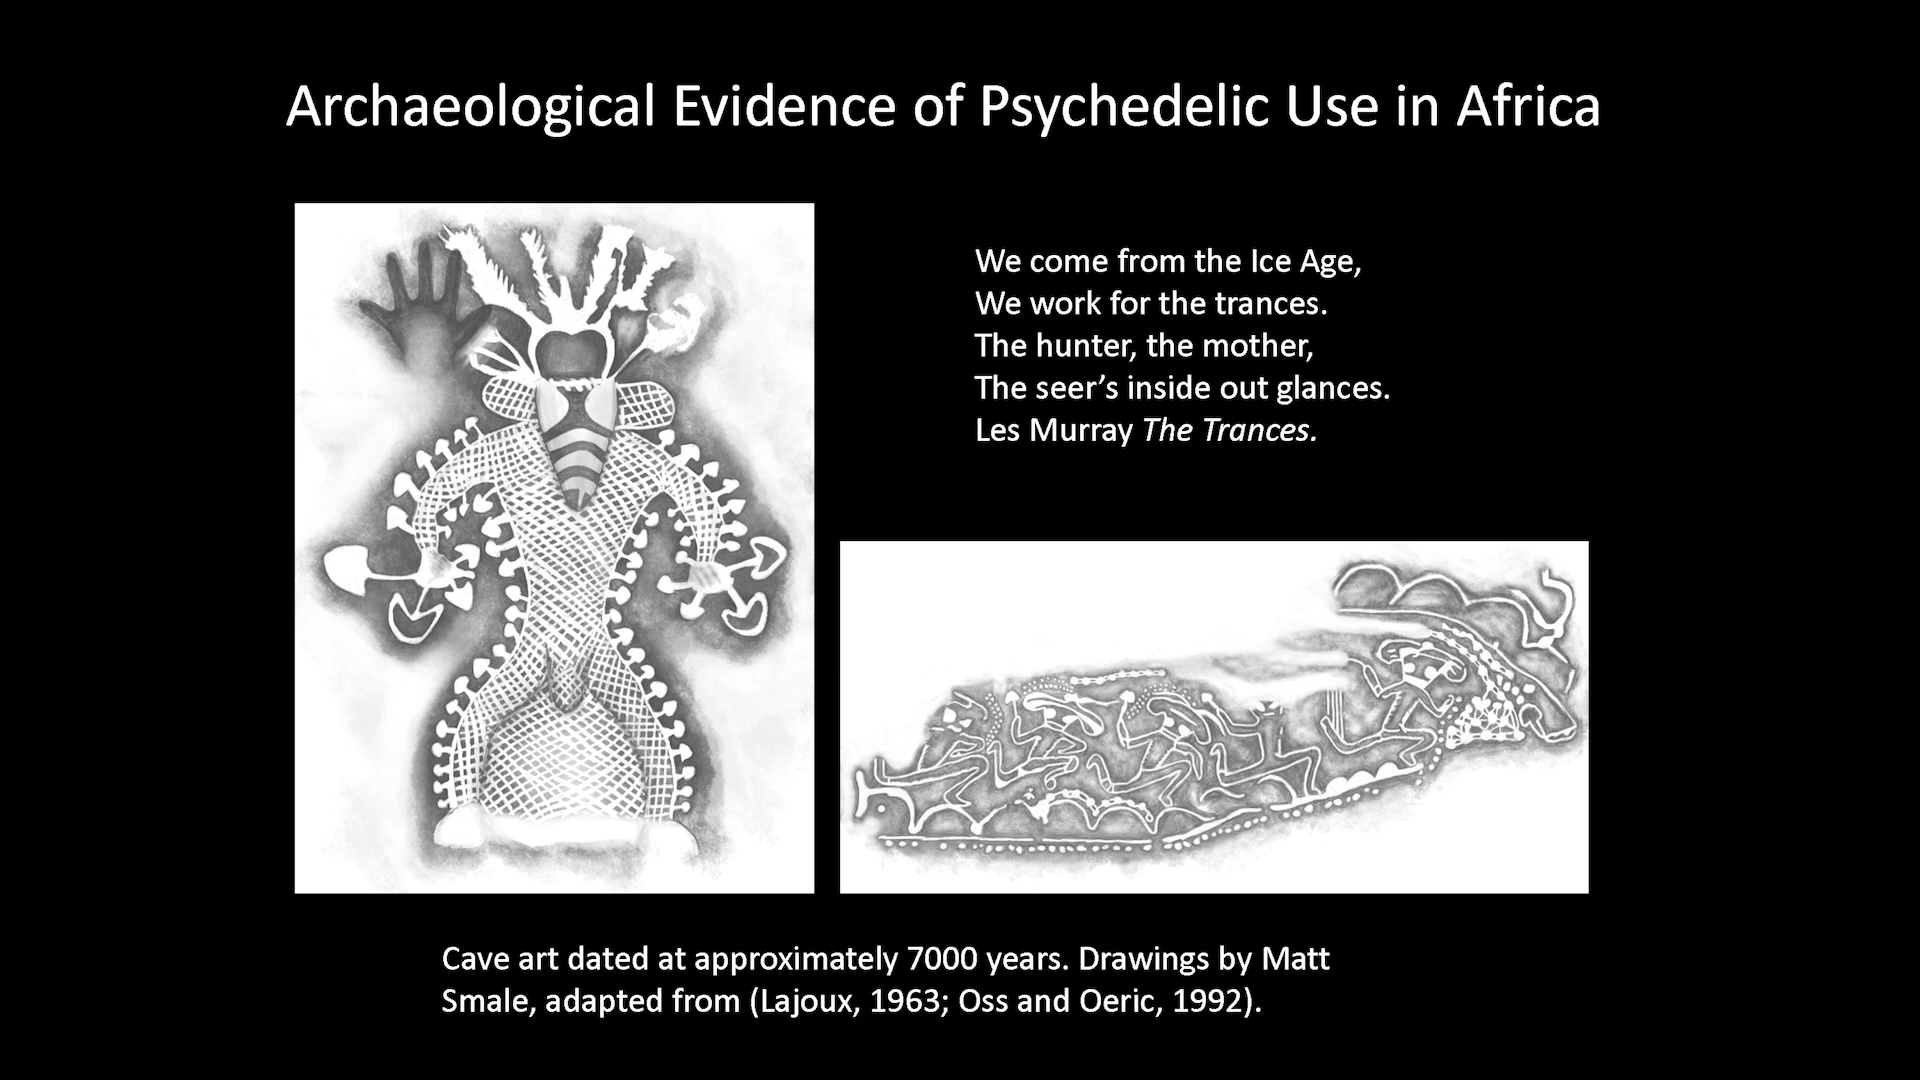 Archaeological Evidence of Psychedelic Use in Africa
We come from the Ice Age,
We work for the trances.
The hunter, the mother,
The seer’s inside out glances.
Les Murray The Trances.
Cave art dated at approximately 7000 years. Drawings by Matt
Smale, adapted from (Lajoux, 1963; Oss and Oeric, 1992).